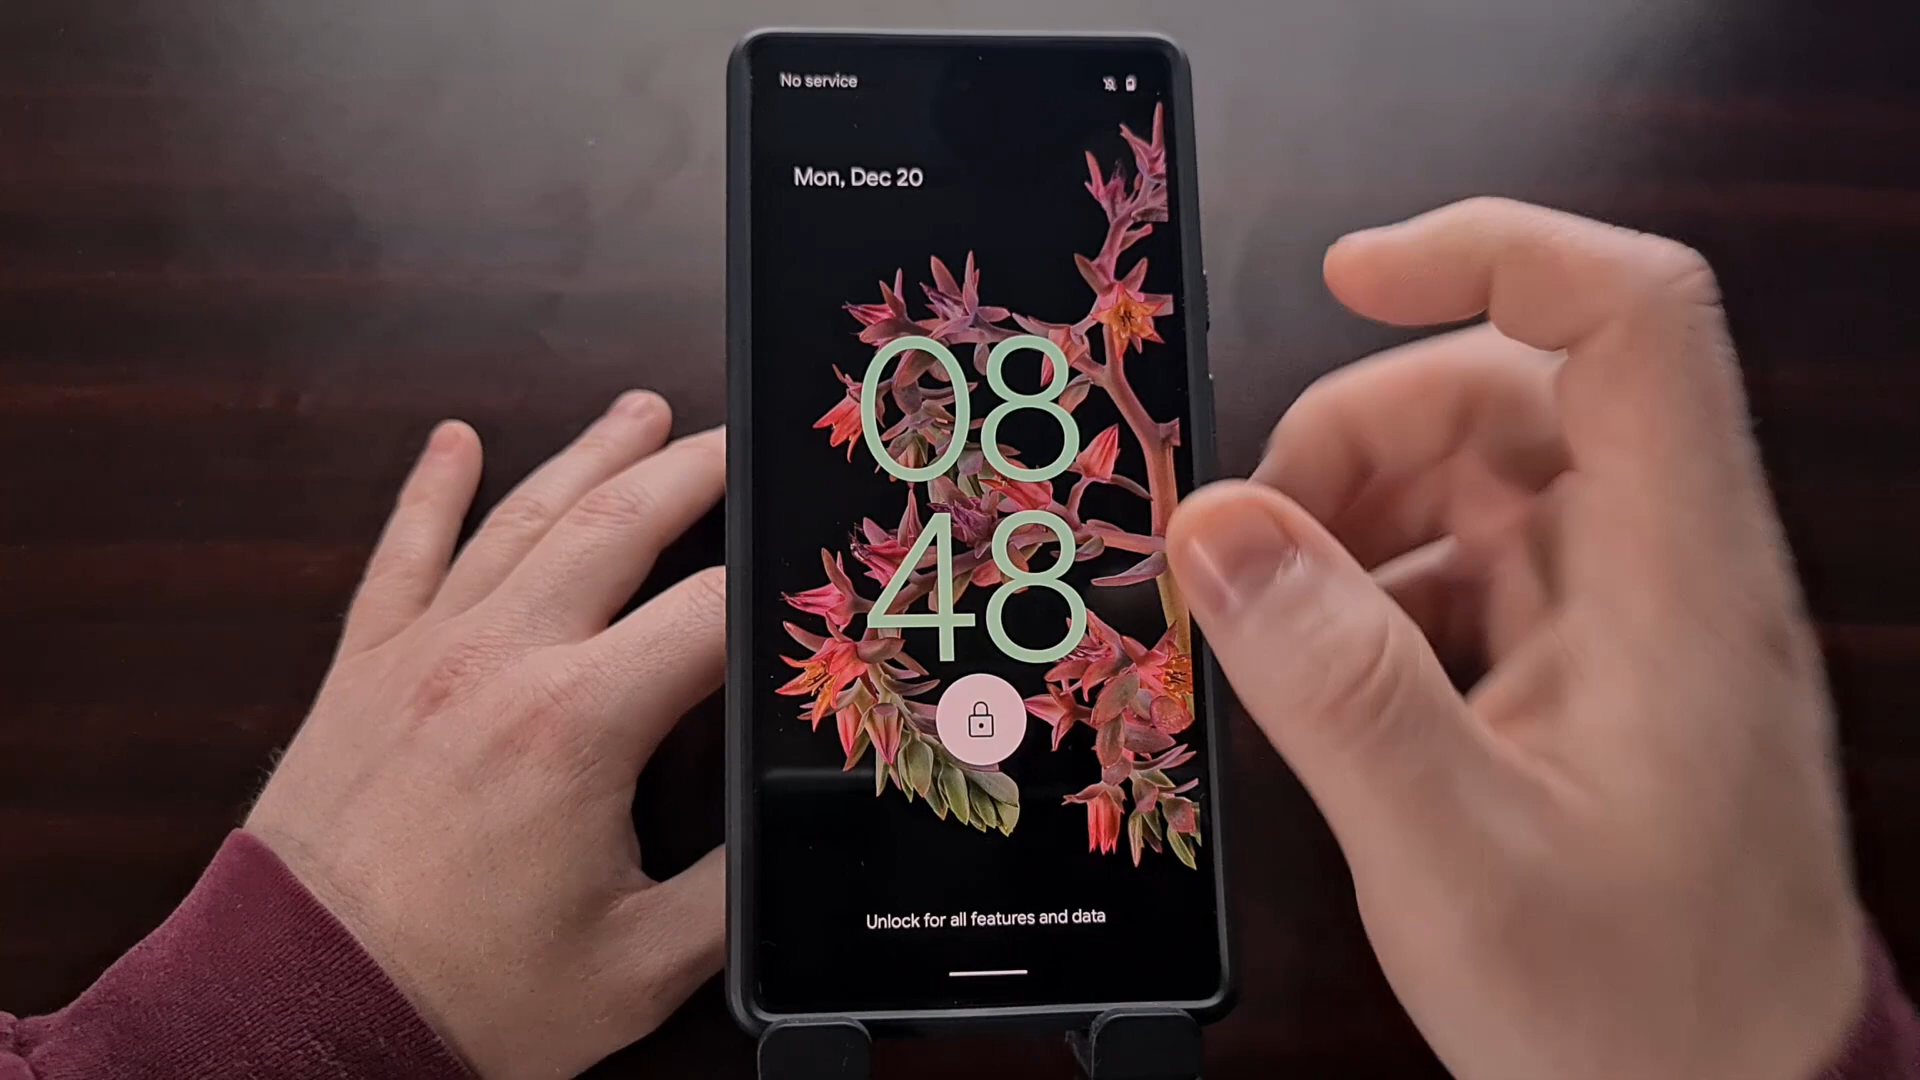 No service
Mon, Dec 20
08
48
Unlock for all features and data